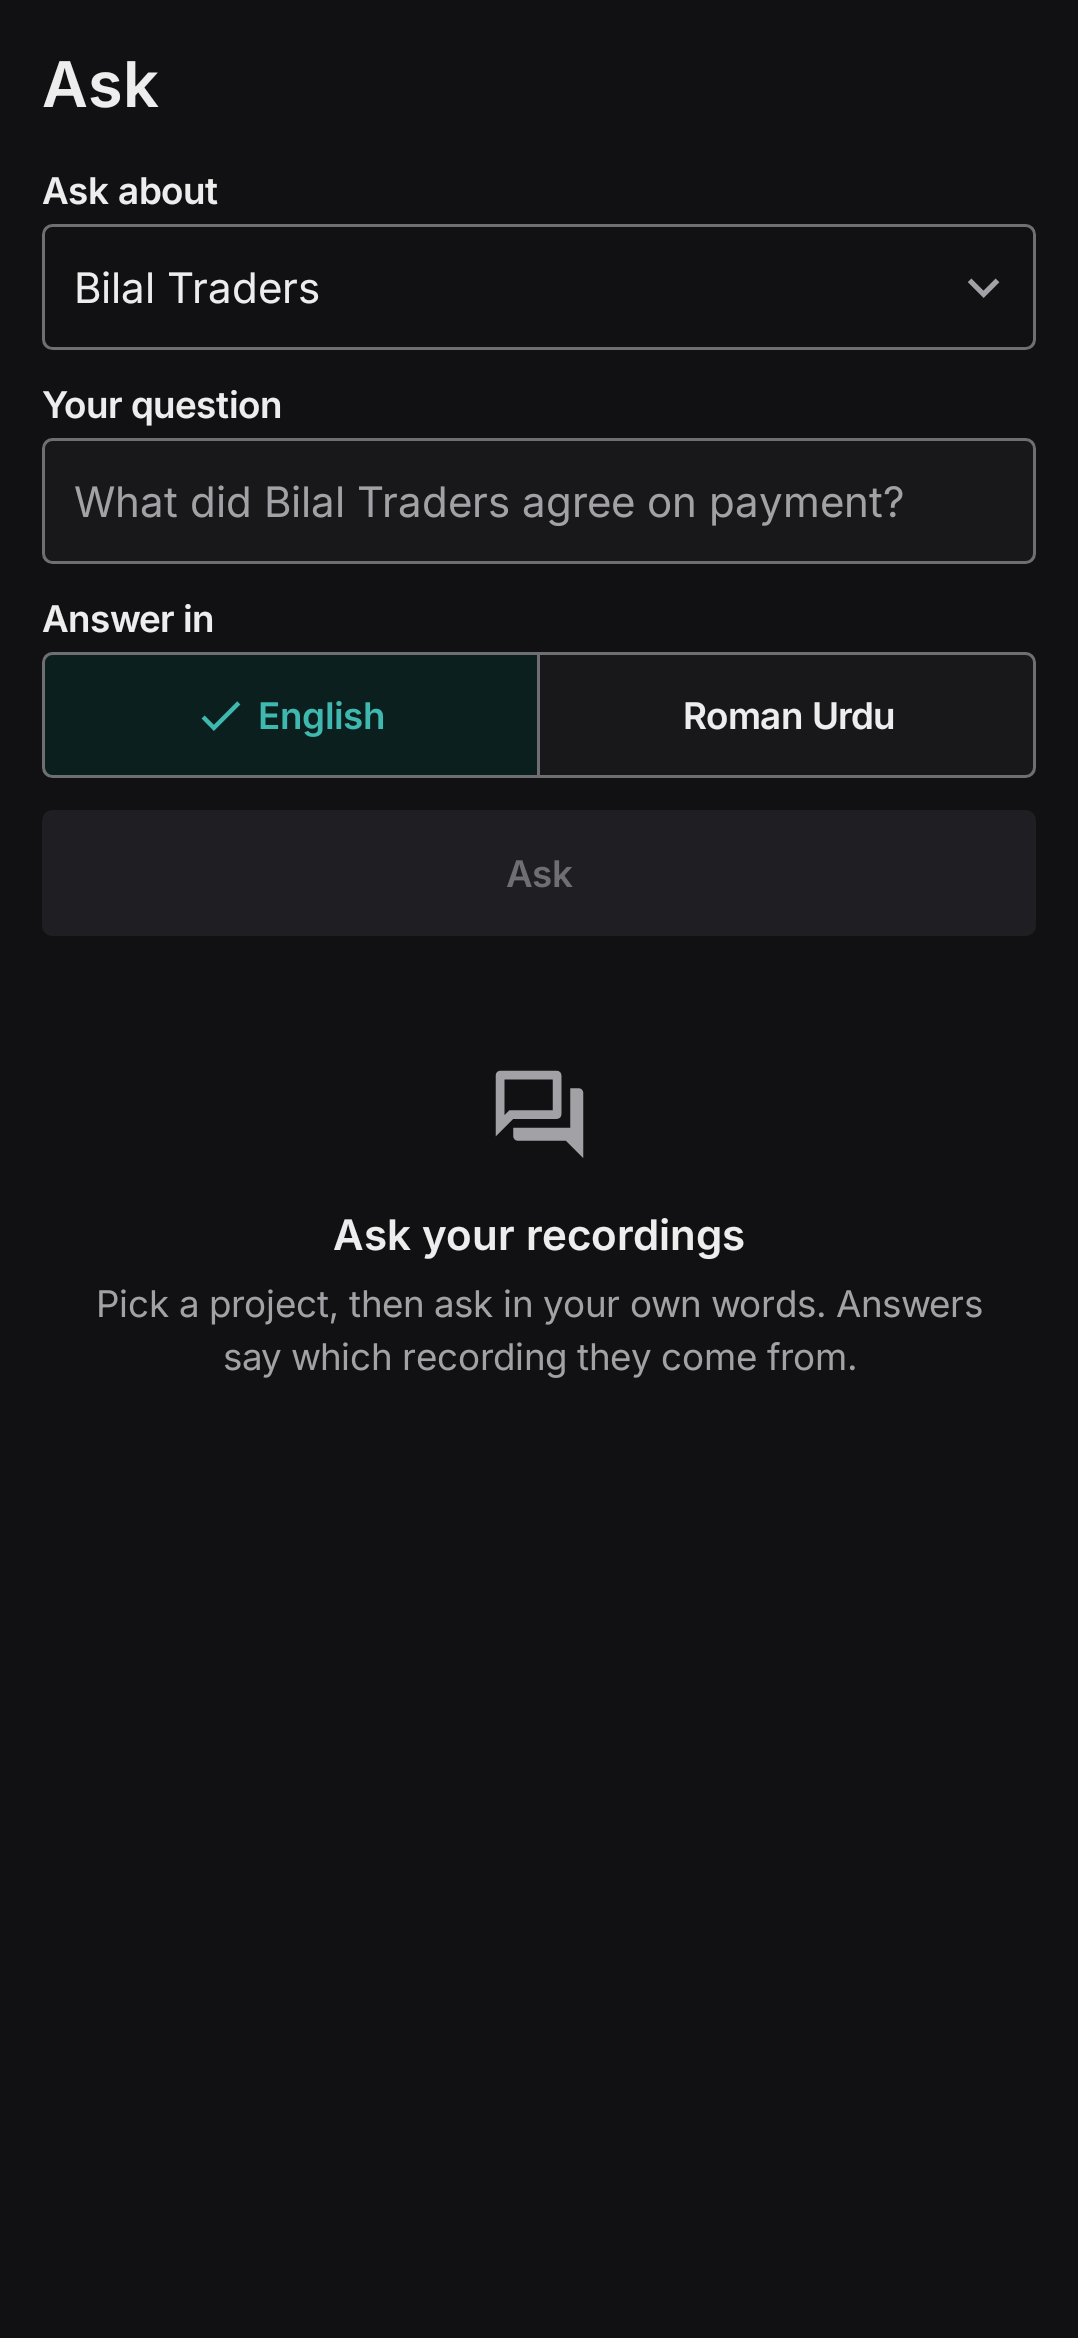 Ask
Ask about
Bilal Traders
Your question
What did Bilal Traders agree on payment?
Answer in
English
Roman Urdu
Ask
Ask your recordings
Pick a project, then ask in your own words. Answers
say which recording they come from.